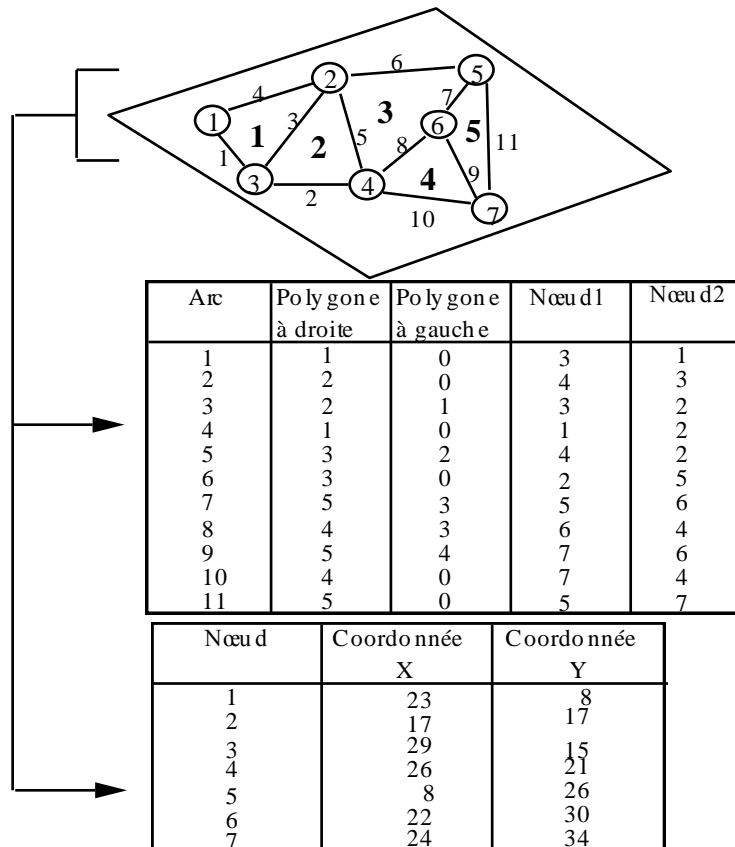 6
4
2
5
1
3
7
3
6
1
5
5
8
11
1
2
3
4
9
4
7
2
10
Arc Polygone à droite Polygone à gauche Nœud1 Nœud2
1 1 0 3 1
2 2 0 4 3
3 2 1 3 2
4 1 0 1 2
5 3 2 4 2
6 3 0 2 5
7 5 3 5 6
8 4 3 6 4
9 5 4 7 6
10 4 0 7 4
11 5 0 5 7
Nœud Coordonnée X Coordonnée Y
1 23 8
2 17 17
3 29 15
4 26 21
5 8 26
6 22 30
7 24 34